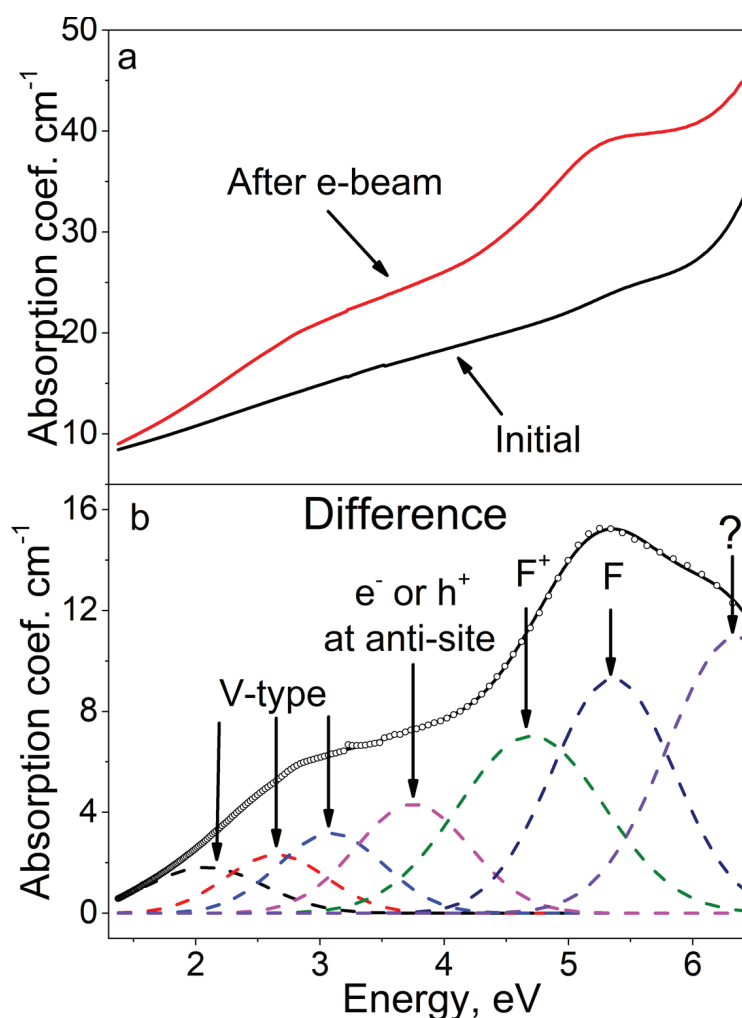 50
a
40
After e-beam
30
20
Initial
10
Absorption coef. cm⁻¹
b
Difference
16
?
F⁺
F
12
e⁻ or h⁺
at anti-site
8
V-type
4
0
Absorption coef. cm⁻¹
2 3 4 5 6
Energy, eV